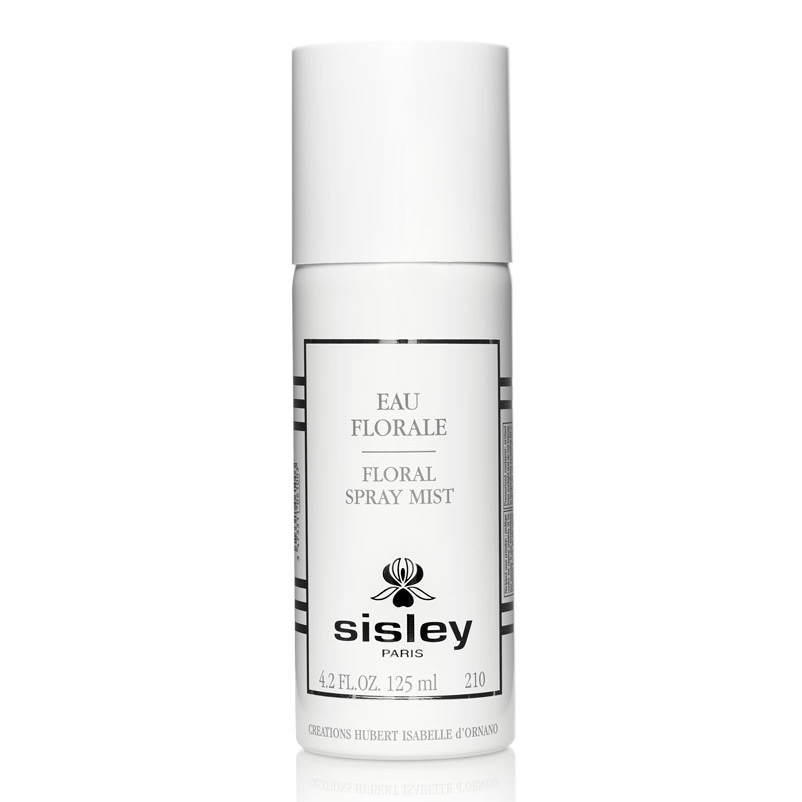 EAU
FLORALE
FLORAL
SPRAY MIST
sisley
PARIS
4.2 FL.OZ. 125 ml 210
CREATIONS HUBERT ISABELLE d'ORNANO